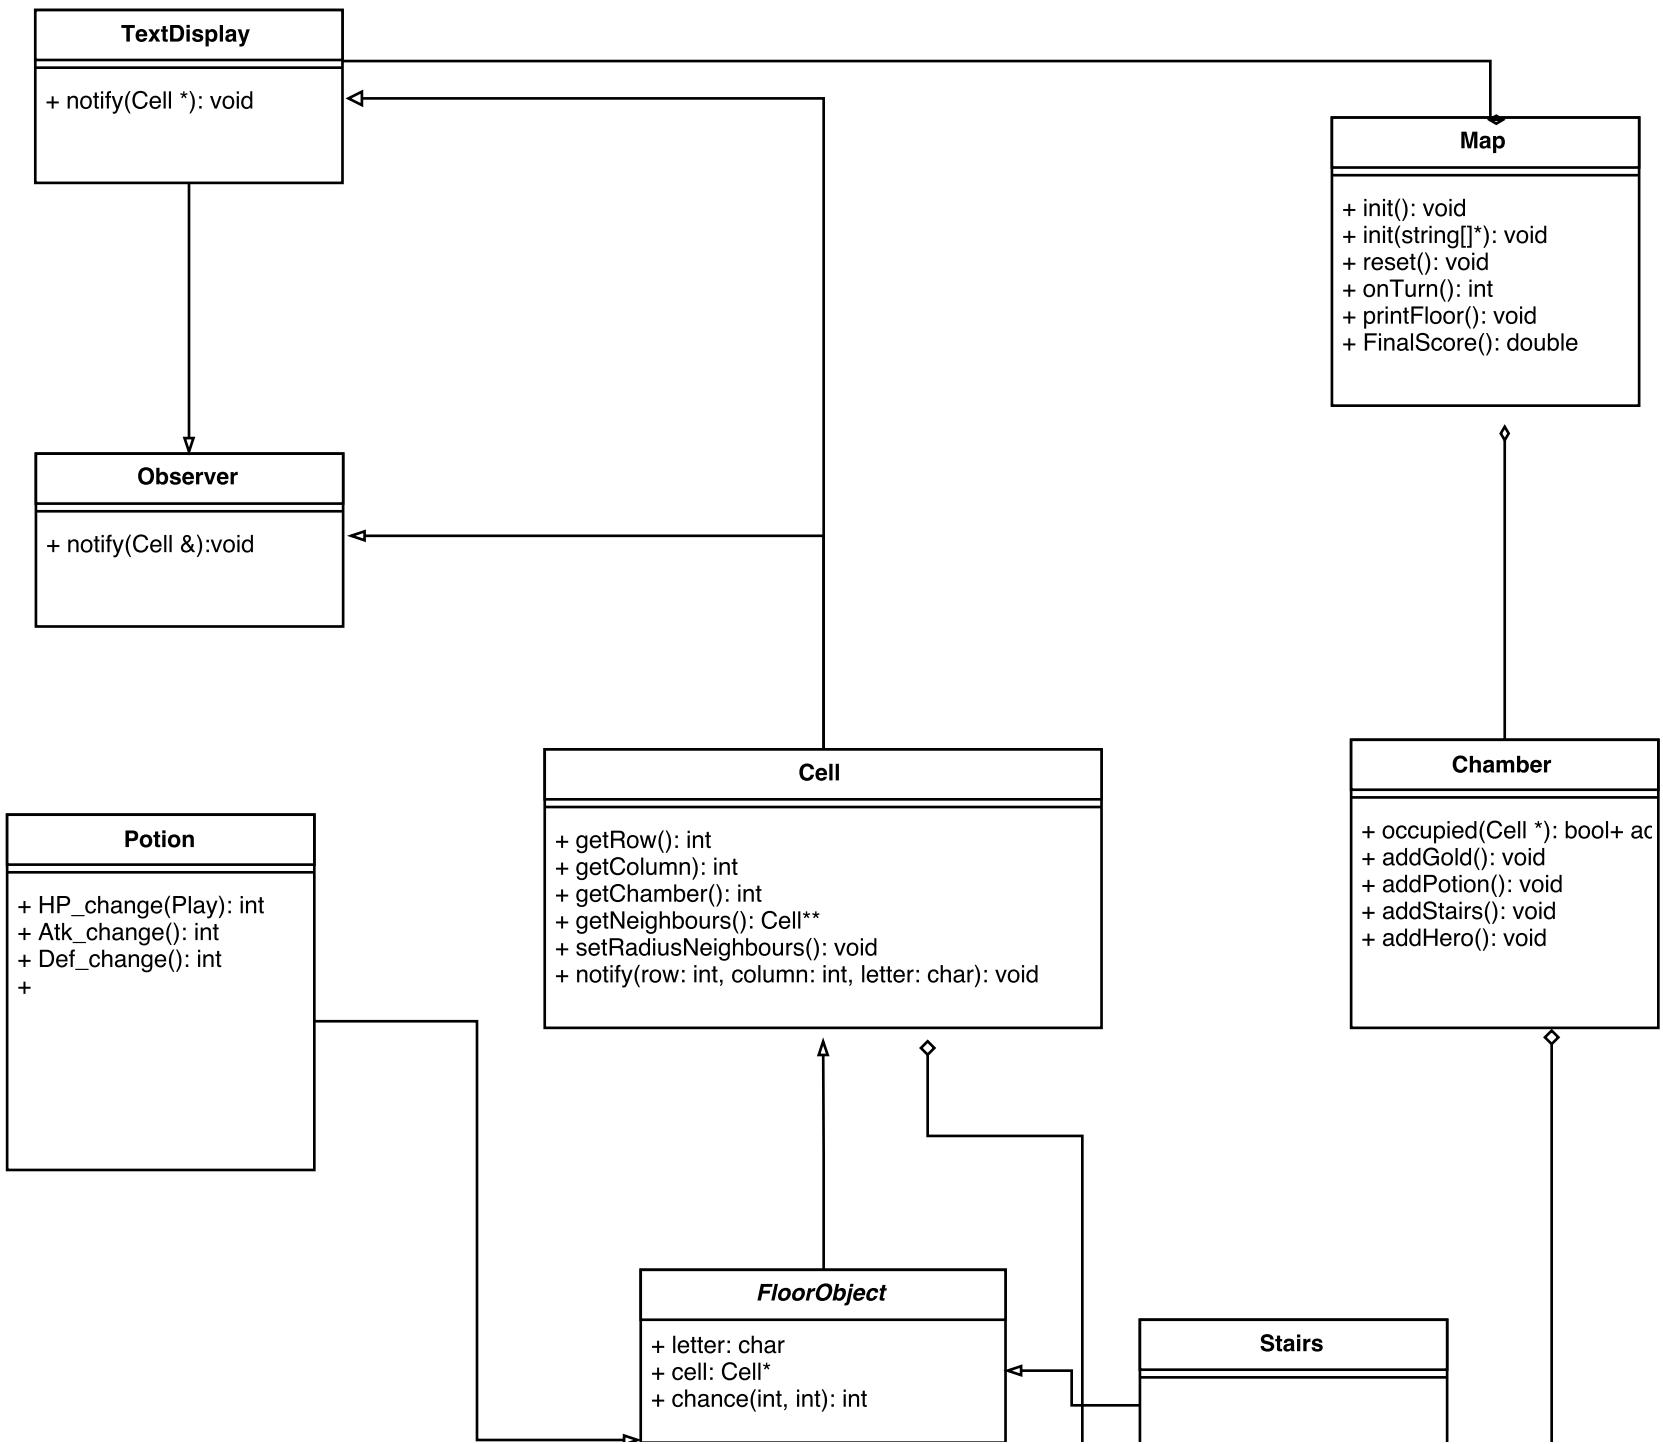 TextDisplay
+ notify(Cell *): void
Map
+ init(): void
+ init(string[]*): void
+ reset(): void
+ onTurn(): int
+ printFloor(): void
+ FinalScore(): double
Observer
+ notify(Cell &):void
Cell
+ getRow(): int
+ getColumn): int
+ getChamber(): int
+ getNeighbours(): Cell**
+ setRadiusNeighbours(): void
+ notify(row: int, column: int, letter: char): void
Chamber
+ occupied(Cell *): bool+
+ addGold(): void
+ addPotion(): void
+ addStairs(): void
+ addHero(): void
Potion
+ HP_change(Play): int
+ Atk_change(): int
+ Def_change(): int
+
FloorObject
+ letter: char
+ cell: Cell*
+ chance(int, int): int
Stairs